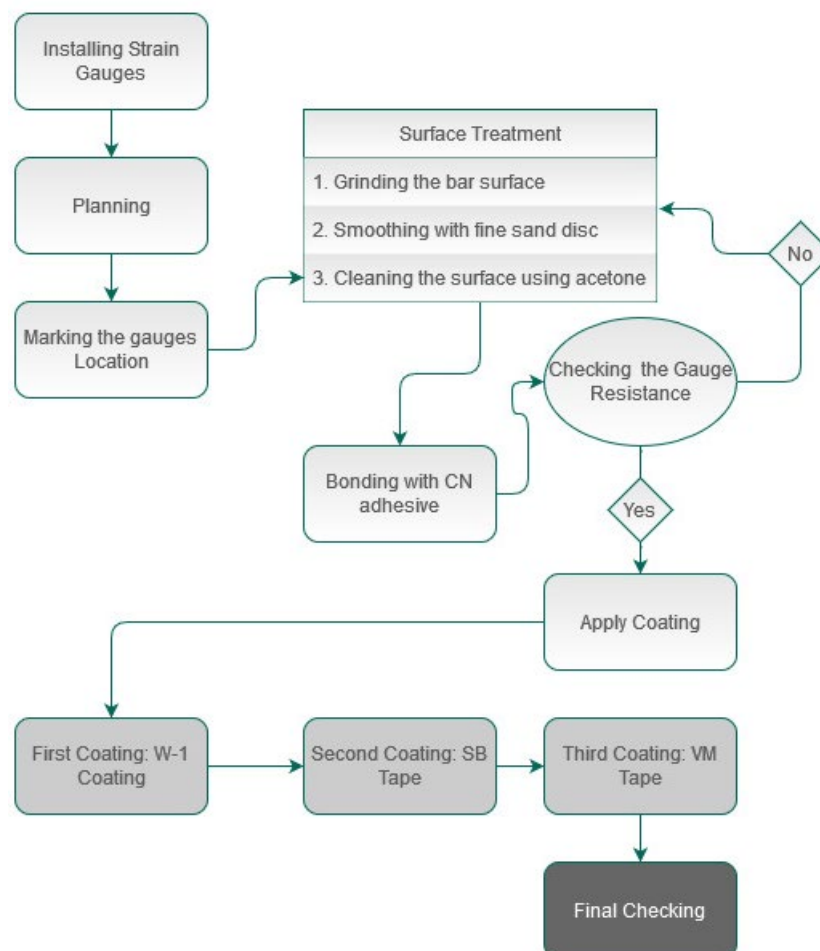 Installing Strain
Gauges
Planning
Marking the gauges
Location
Surface Treatment
1. Grinding the bar surface
2. Smoothing with fine sand disc
3. Cleaning the surface using acetone
No
Checking the Gauge
Resistance
Bonding with CN
adhesive
Yes
Apply Coating
First Coating: W-1
Coating
Second Coating: SB
Tape
Third Coating: VM
Tape
Final Checking